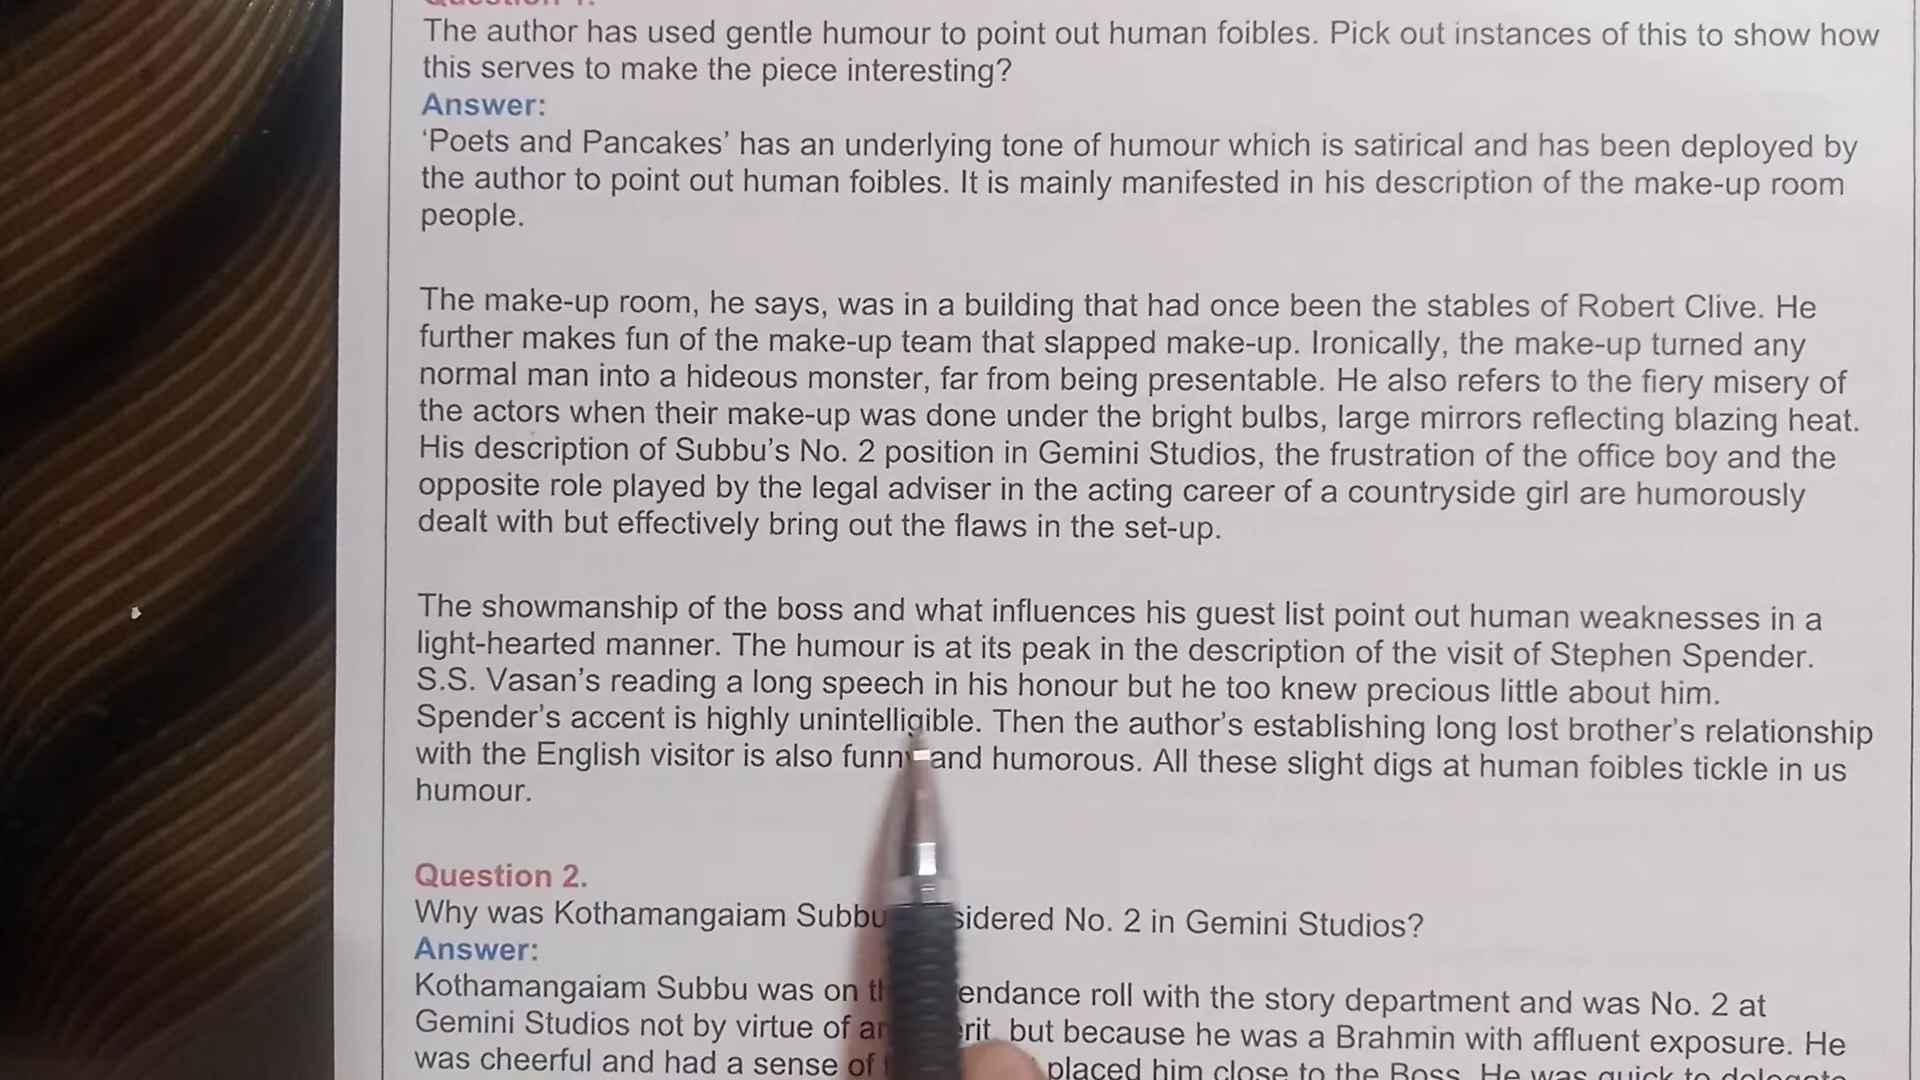 The author has used gentle humour to point out human foibles. Pick out instances of this to show how
this serves to make the piece interesting?
Answer:
‘Poets and Pancakes’ has an underlying tone of humour which is satirical and has been deployed by
the author to point out human foibles. It is mainly manifested in his description of the make-up room
people.
The make-up room, he says, was in a building that had once been the stables of Robert Clive. He
further makes fun of the make-up team that slapped make-up. Ironically, the make-up turned any
normal man into a hideous monster, far from being presentable. He also refers to the fiery misery of
the actors when their make-up was done under the bright bulbs, large mirrors reflecting blazing heat.
His description of Subbu’s No. 2 position in Gemini Studios, the frustration of the office boy and the
opposite role played by the legal adviser in the acting career of a countryside girl are humorously
dealt with but effectively bring out the flaws in the set-up.
The showmanship of the boss and what influences his guest list point out human weaknesses in a
light-hearted manner. The humour is at its peak in the description of the visit of Stephen Spender.
S.S. Vasan’s reading a long speech in his honour but he too knew precious little about him.
Spender’s accent is highly unintelligible. Then the author’s establishing long lost brother’s relationship
with the English visitor is also funny and humorous. All these slight digs at human foibles tickle in us
humour.
Question 2.
Why was Kothamangaiam Subbu sidered No. 2 in Gemini Studios?
Answer:
Kothamangaiam Subbu was on endance roll with the story department and was No. 2 at
Gemini Studios not by virtue of but because he was a Brahmin with affluent exposure. He
was cheerful and had a sense of placed him close to the Boss. He was quick to